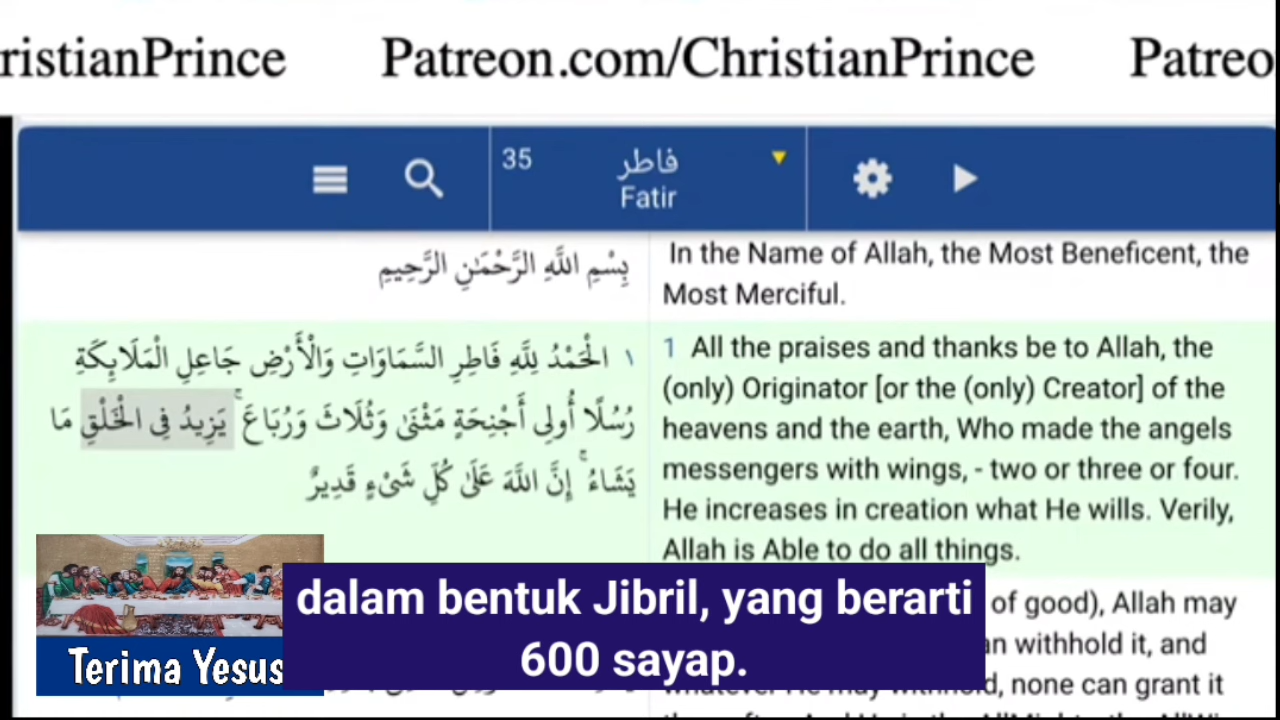 ristianPrince Patreon.com/ChristianPrince Patreo
35 فاطر
Fatir
بِسْمِ اللَّهِ الرَّحْمَٰنِ الرَّحِيمِ
In the Name of Allah, the Most Beneficent, the
Most Merciful.
١ الْحَمْدُ لِلَّهِ فَاطِرِ السَّمَاوَاتِ وَالْأَرْضِ جَاعِلِ الْمَلَائِكَةِ
رُسُلًا أُولِي أَجْنِحَةٍ مَثْنَىٰ وَثُلَاثَ وَرُبَاعَ ۚ يَزِيدُ فِي الْخَلْقِ مَا
يَشَاءُ ۚ إِنَّ اللَّهَ عَلَىٰ كُلِّ شَيْءٍ قَدِيرٌ
1 All the praises and thanks be to Allah, the
(only) Originator [or the (only) Creator] of the
heavens and the earth, Who made the angels
messengers with wings, - two or three or four.
He increases in creation what He wills. Verily,
Allah is Able to do all things.
of good), Allah may
withhold it, and
none can grant it
dalam bentuk Jibril, yang berarti
600 sayap.
Terima Yesus